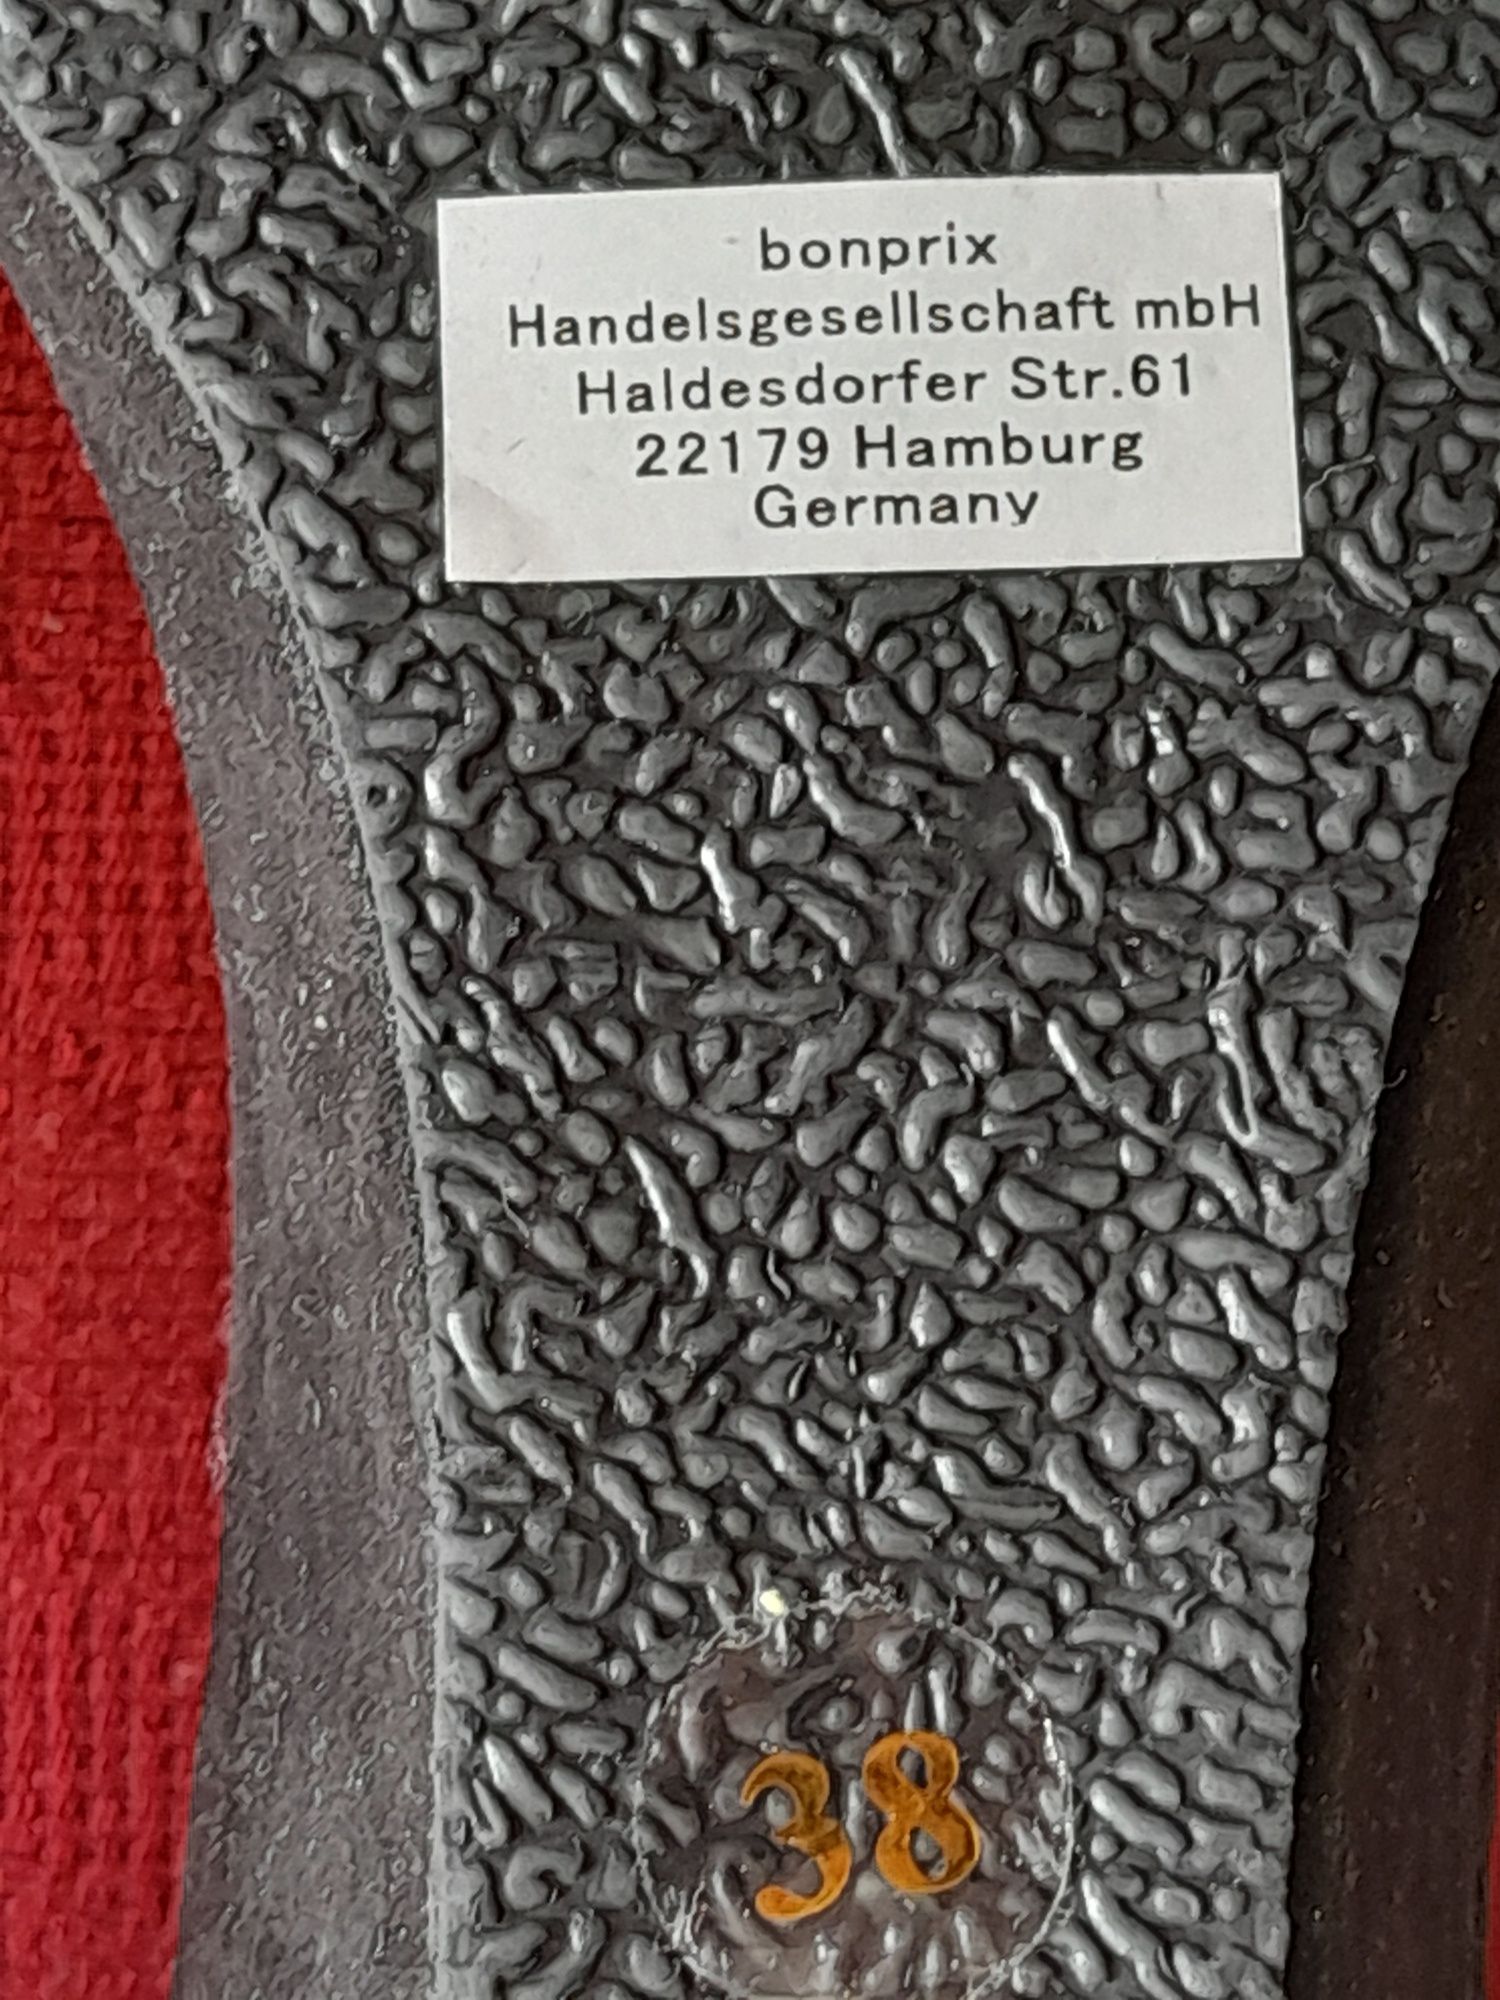 bonprix
Handelsgesellschaft mbH
Haldesdorfer Str.61
22179 Hamburg
Germany
38